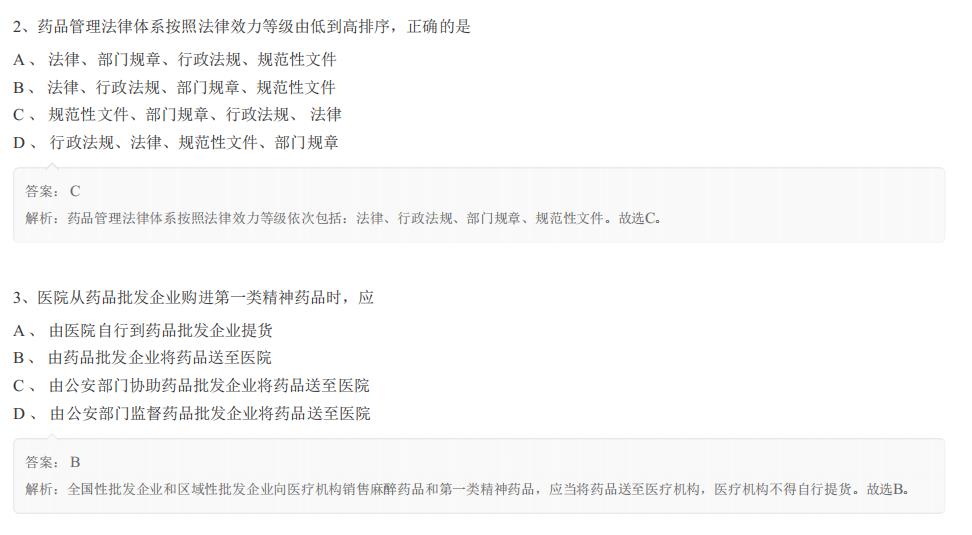 2、药品管理法律体系按照法律效力等级由低到高排序，正确的是
A 、 法律、部门规章、行政法规、规范性文件
B 、 法律、行政法规、部门规章、规范性文件
C 、 规范性文件、部门规章、行政法规、 法律
D 、 行政法规、法律、规范性文件、部门规章
答案： C
解析：药品管理法律体系按照法律效力等级依次包括：法律、行政法规、部门规章、规范性文件。故选C。
3、医院从药品批发企业购进第一类精神药品时，应
A 、 由医院自行到药品批发企业提货
B 、 由药品批发企业将药品送至医院
C 、 由公安部门协助药品批发企业将药品送至医院
D 、 由公安部门监督药品批发企业将药品送至医院
答案： B
解析：全国性批发企业和区域性批发企业向医疗机构销售麻醉药品和第一类精神药品，应当将药品送至医疗机构，医疗机构不得自行提货。故选B。